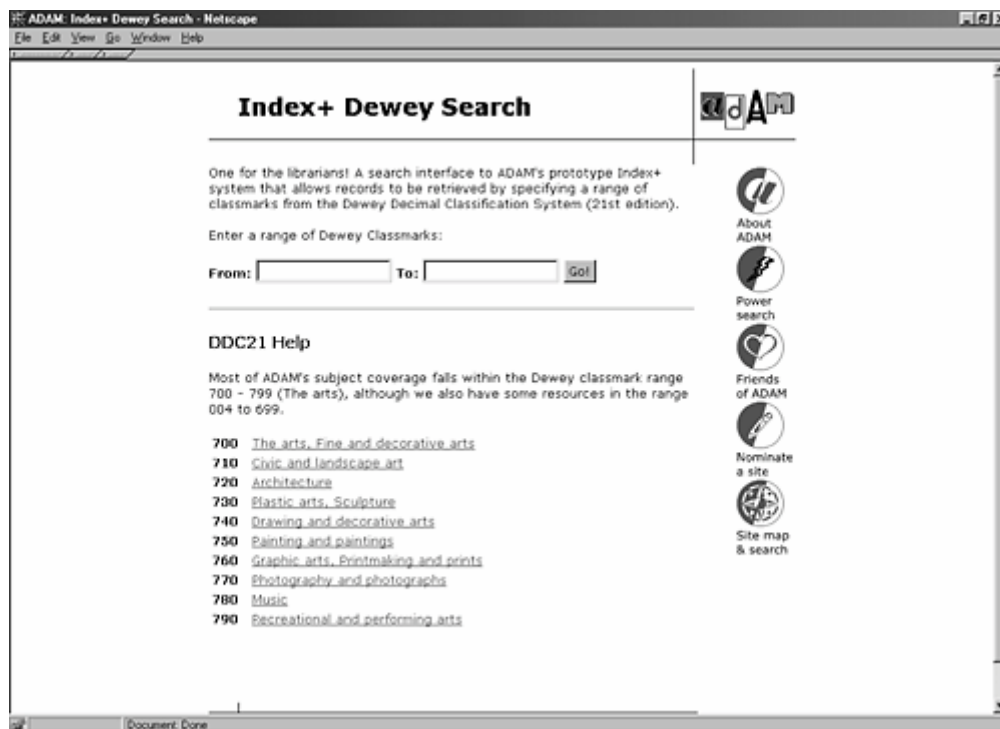 ADAM: Index+ Dewey Search - Netscape
File Edit View Go Window Help
Index+ Dewey Search
adAM
One for the librarians! A search interface to ADAM's prototype Index+
system that allows records to be retrieved by specifying a range of
classmarks from the Dewey Decimal Classification System (21st edition).
Enter a range of Dewey Classmarks:
From: To: Go!
DDC21 Help
Most of ADAM's subject coverage falls within the Dewey classmark range
700 - 799 (The arts), although we also have some resources in the range
004 to 699.
700 The arts, Fine and decorative arts
710 Civic and landscape art
720 Architecture
730 Plastic arts, Sculpture
740 Drawing and decorative arts
750 Painting and paintings
760 Graphic arts, Printmaking and prints
770 Photography and photographs
780 Music
790 Recreational and performing arts
About
ADAM
Power
search
Friends
of ADAM
Nominate
a site
Site map
& search
Document: Done